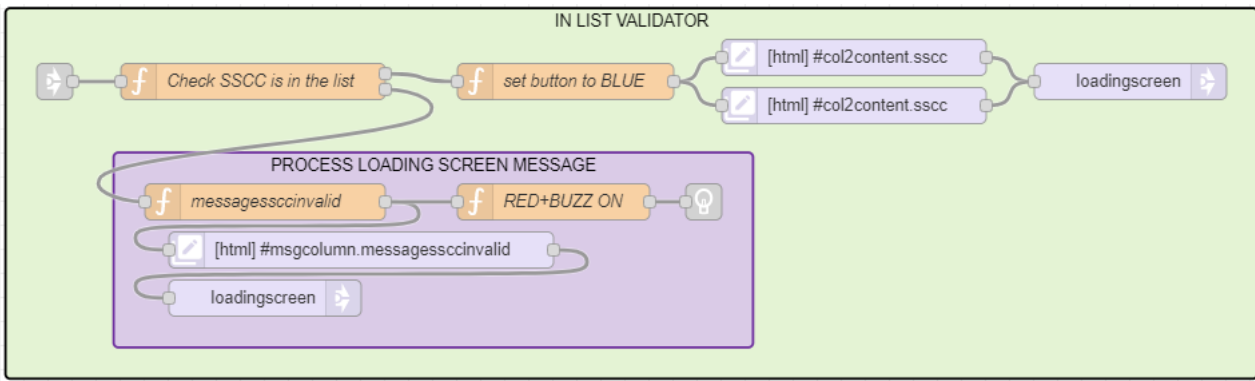 IN LIST VALIDATOR
[html] #col2content.sscc
Check SSCC is in the list
set button to BLUE
loadingscreen
[html] #col2content.sscc
PROCESS LOADING SCREEN MESSAGE
messagessccinvalid
RED+BUZZ ON
[html] #msgcolumn.messagessccinvalid
loadingscreen